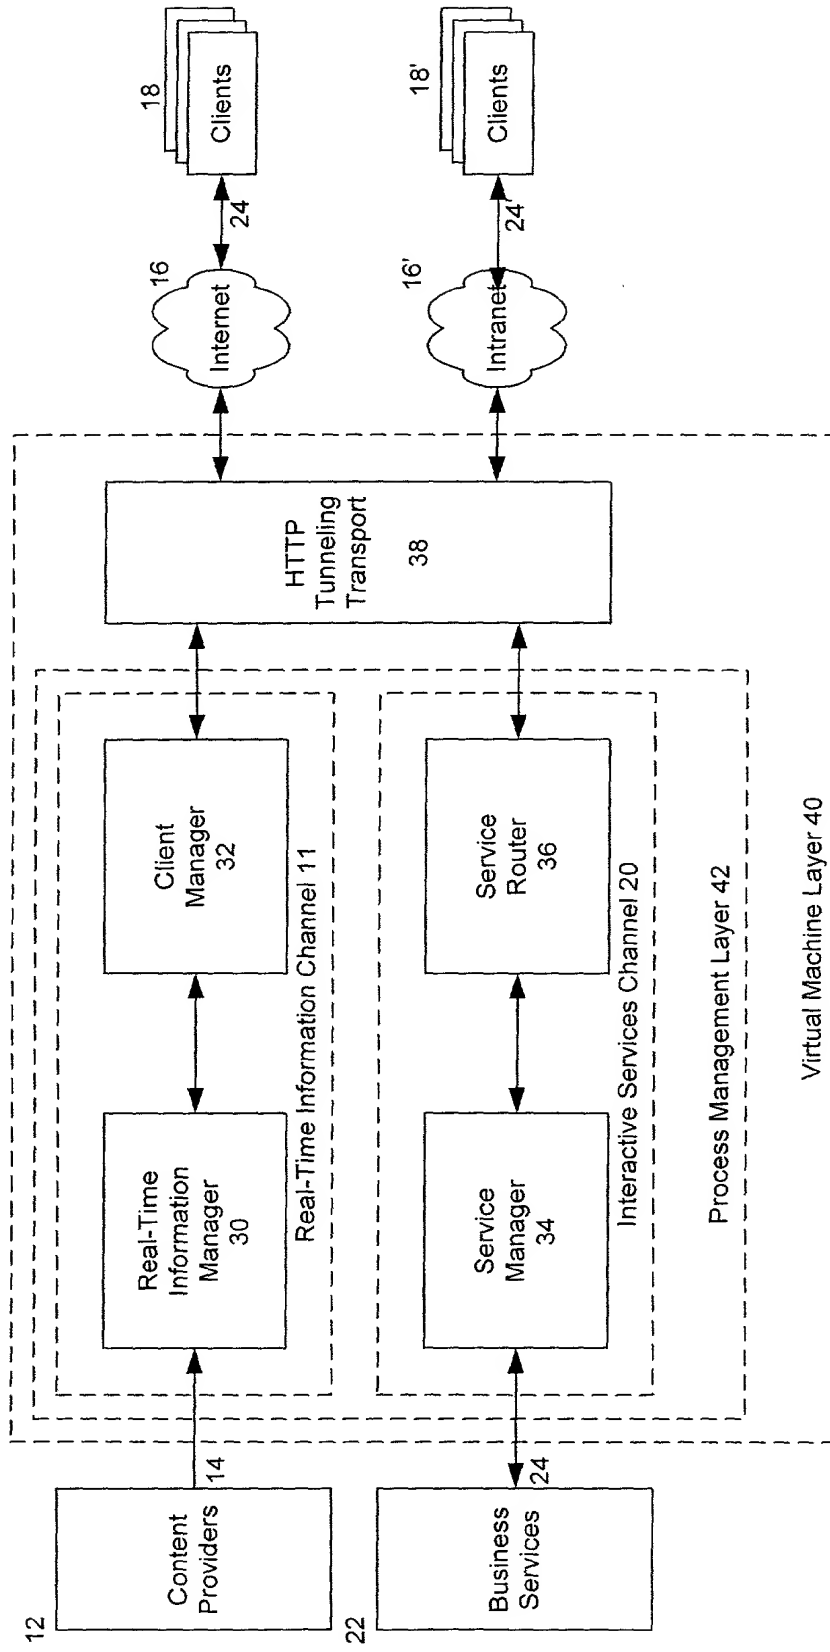 12
Content
Providers
14
22
Business
Services
24
Real-Time
Information
Manager
30
Client
Manager
32
Real-Time Information Channel 11
Service
Manager
34
Service
Router
36
Interactive Services Channel 20
Process Management Layer 42
Virtual Machine Layer 40
HTTP
Tunneling
Transport
38
16
Internet
24
18
Clients
16'
Intranet
24'
18'
Clients